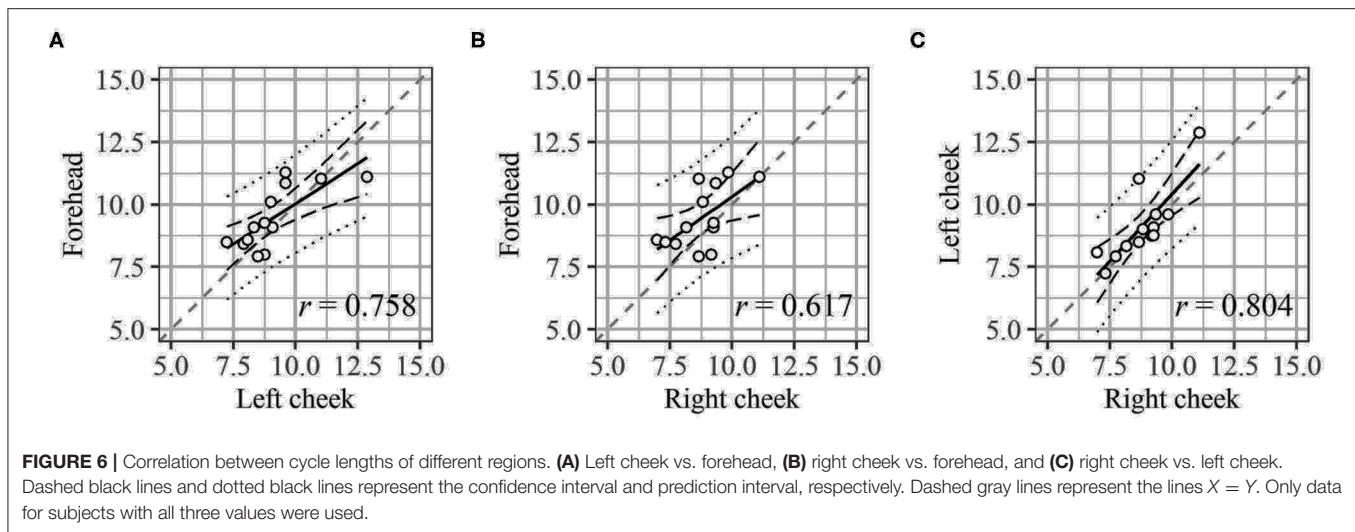 A
B
C
15.0
12.5
10.0
7.5
5.0
Forehead
r = 0.758
5.0 7.5 10.0 12.5 15.0
Left cheek
15.0
12.5
10.0
7.5
5.0
Forehead
r = 0.617
5.0 7.5 10.0 12.5 15.0
Right cheek
15.0
12.5
10.0
7.5
5.0
Left cheek
r = 0.804
5.0 7.5 10.0 12.5 15.0
Right cheek
FIGURE 6 | Correlation between cycle lengths of different regions. (A) Left cheek vs. forehead, (B) right cheek vs. forehead, and (C) right cheek vs. left cheek.
Dashed black lines and dotted black lines represent the confidence interval and prediction interval, respectively. Dashed gray lines represent the lines X = Y. Only data
for subjects with all three values were used.